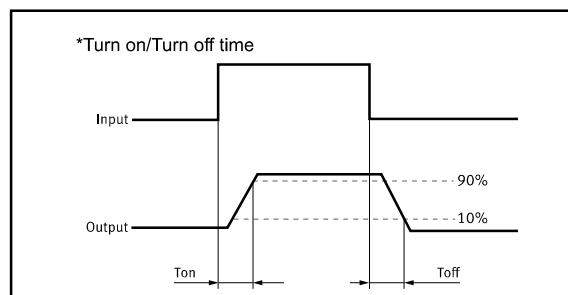 *Turn on/Turn off time
Input
90%
10%
Output
Ton
Toff